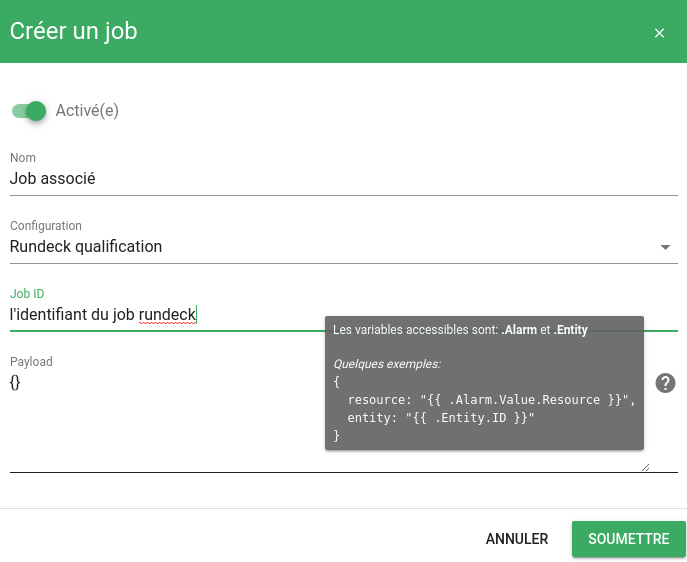 Créer un job
×
Activé(e)
Nom
Job associé
Configuration
Rundeck qualification
Job ID
l'identifiant du job rundeck
Les variables accessibles sont: .Alarm et .Entity
Payload
Quelques exemples:
{}
{
resource: "{{ .Alarm.Value.Resource }}",
entity: "{{ .Entity.ID }}"
}
?
ANNULER
SOUMETTRE